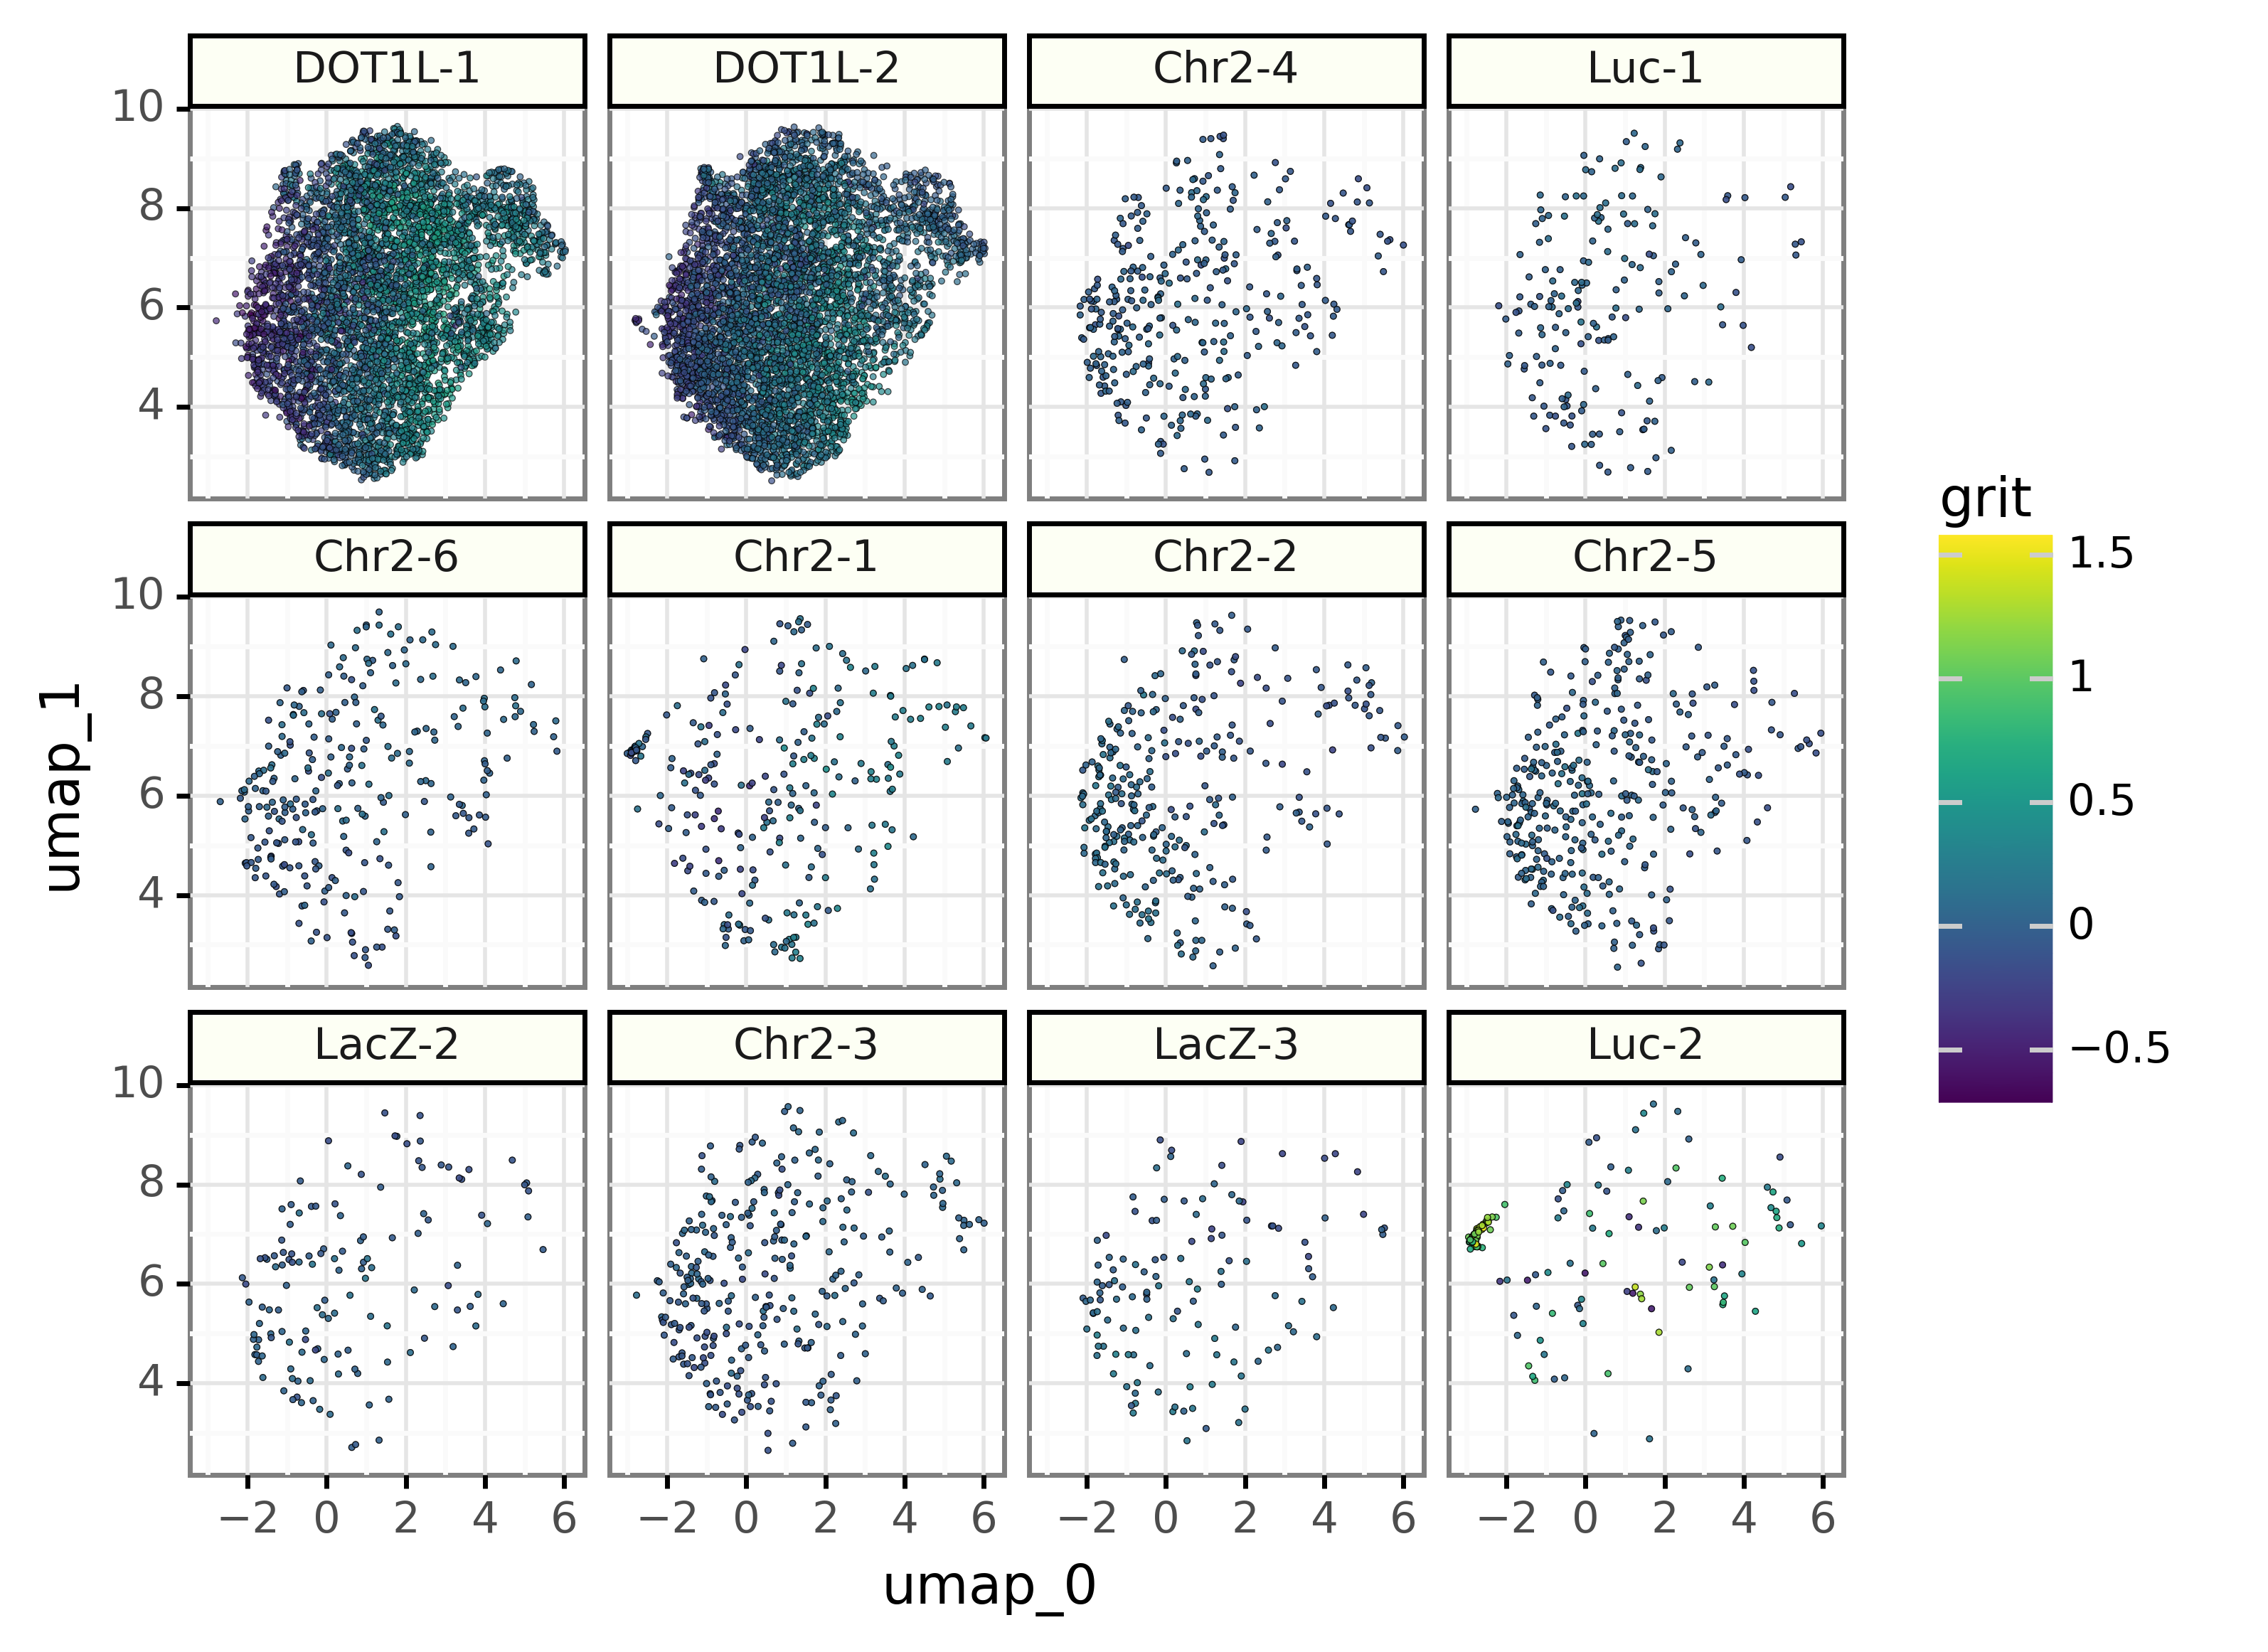 DOT1L-1 DOT1L-2 Chr2-4 Luc-1
10
8
6
4
Chr2-6 Chr2-1 Chr2-2 Chr2-5
10
8
6
4
LacZ-2 Chr2-3 LacZ-3 Luc-2
10
8
6
4
−2 0 2 4 6 −2 0 2 4 6 −2 0 2 4 6 −2 0 2 4 6
umap_0
umap_1
grit
1.5
1
0.5
0
−0.5